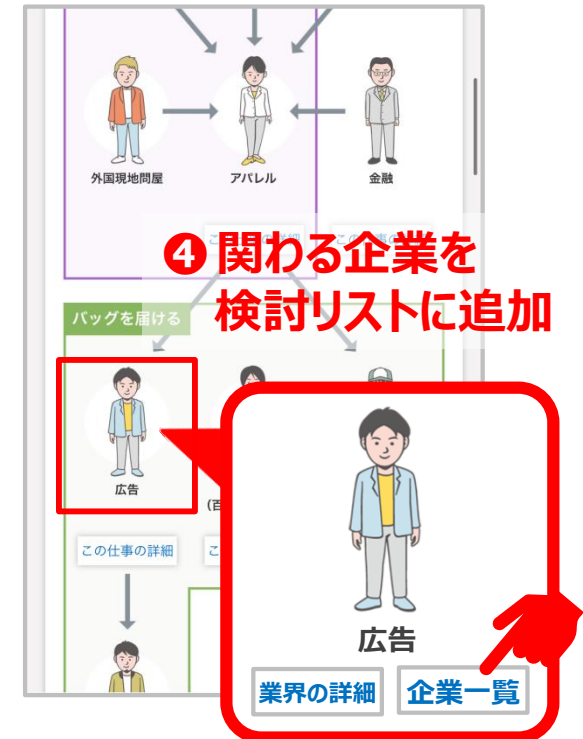 外国現地問屋
アパレル
金融
❹関わる企業を
検討リストに追加
バッグを届ける
広告
この仕事の詳細
広告
業界の詳細
企業一覧